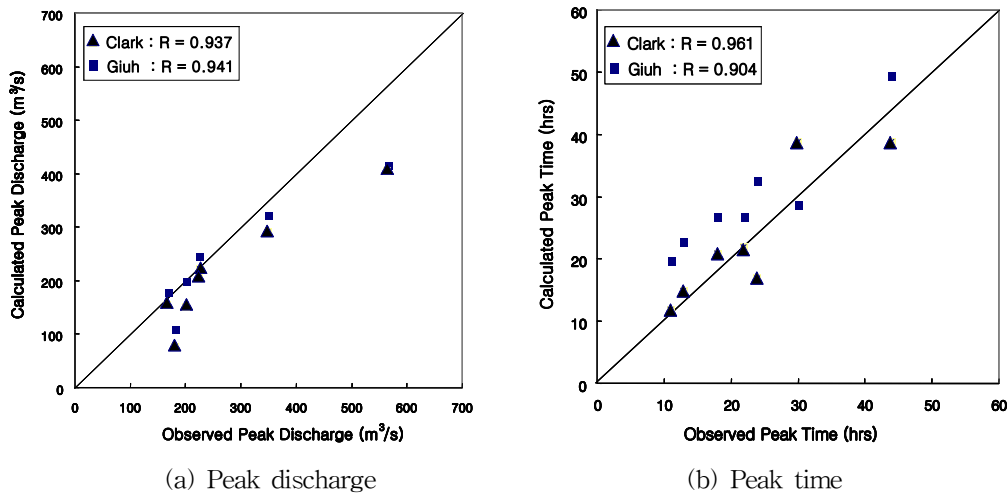 700
600
500
400
300
200
100
0
Calculated Peak Discharge (m³/s)
Clark : R = 0.937
Giuh : R = 0.941
0 100 200 300 400 500 600 700
Observed Peak Discharge (m³/s)
(a) Peak discharge
60
50
40
30
20
10
0
Calculated Peak Time (hrs)
Clark : R = 0.961
Giuh : R = 0.904
0 10 20 30 40 50 60
Observed Peak Time (hrs)
(b) Peak time